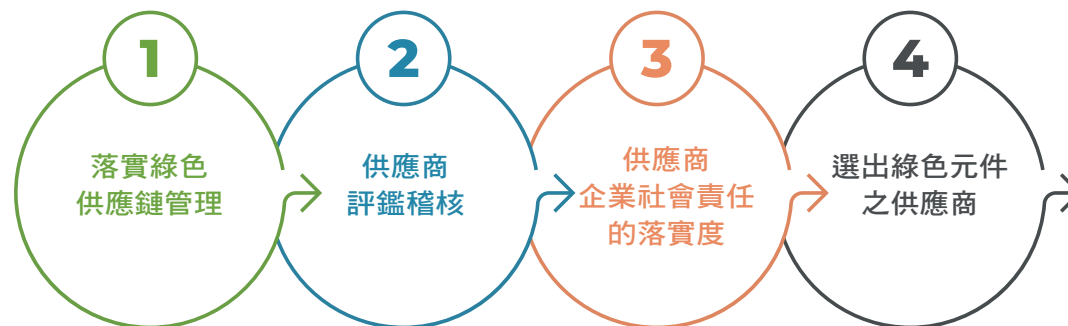 1
落實綠色
供應鏈管理
2
供應商
評鑑稽核
3
供應商
企業社會責任
的落實度
4
選出綠色元件
之供應商